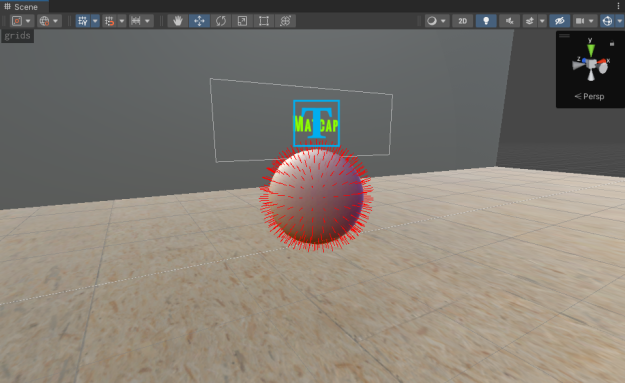 Scene
2D
grids
y
z
x
Persp
T
MATCAP